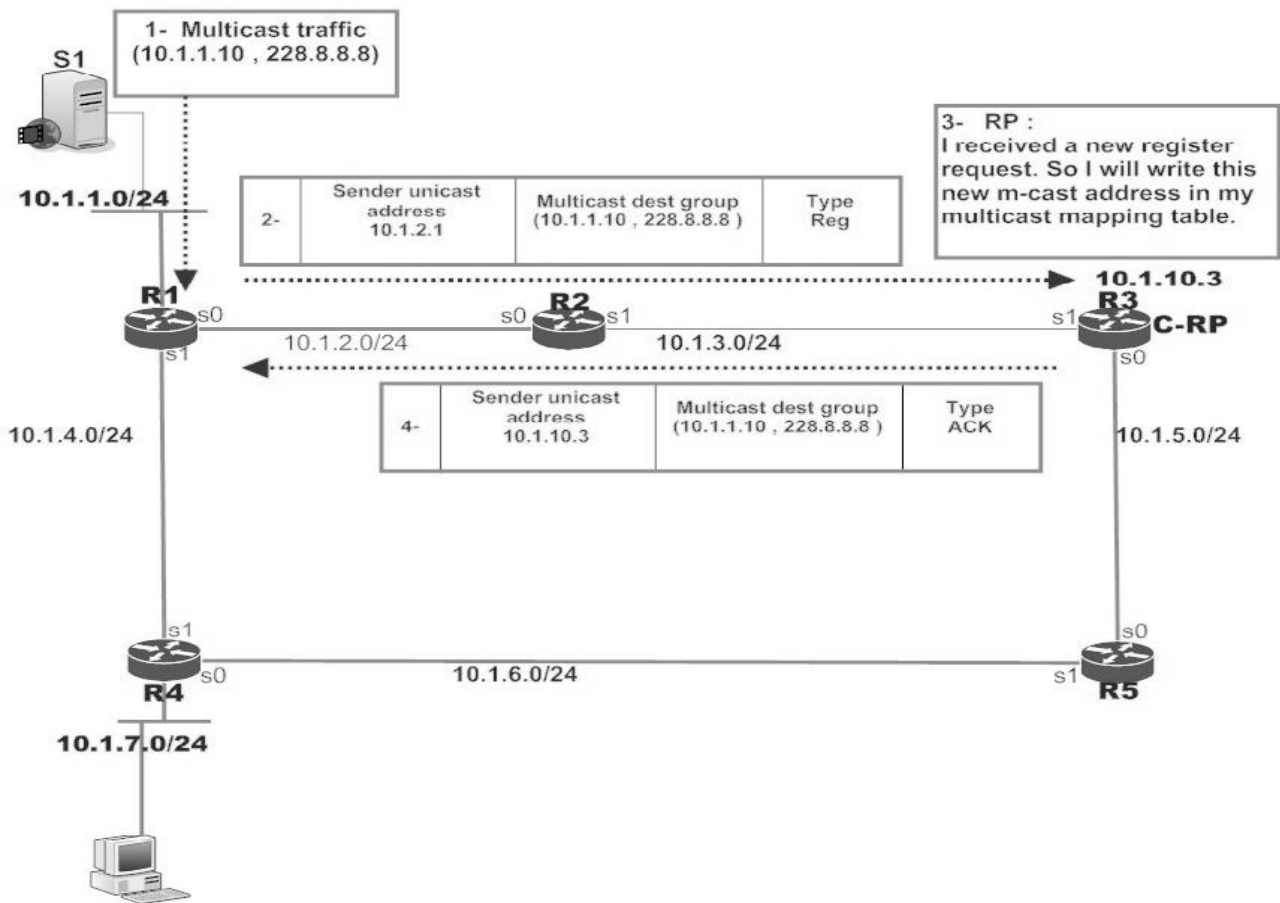 1- Multicast traffic
(10.1.1.10 , 228.8.8.8)
S1
3- RP :
I received a new register
request. So I will write this
new m-cast address in my
multicast mapping table.
10.1.1.0/24
2-
Sender unicast
address
10.1.2.1
Multicast dest group
(10.1.1.10 , 228.8.8.8 )
Type
Reg
10.1.10.3
R1
s0
s1
10.1.2.0/24
s0
R2
s1
10.1.3.0/24
s1
R3
C-RP
s0
4-
Sender unicast
address
10.1.10.3
Multicast dest group
(10.1.1.10 , 228.8.8.8 )
Type
ACK
10.1.4.0/24
10.1.5.0/24
s1
s0
R4
10.1.6.0/24
s0
s1
R5
10.1.7.0/24